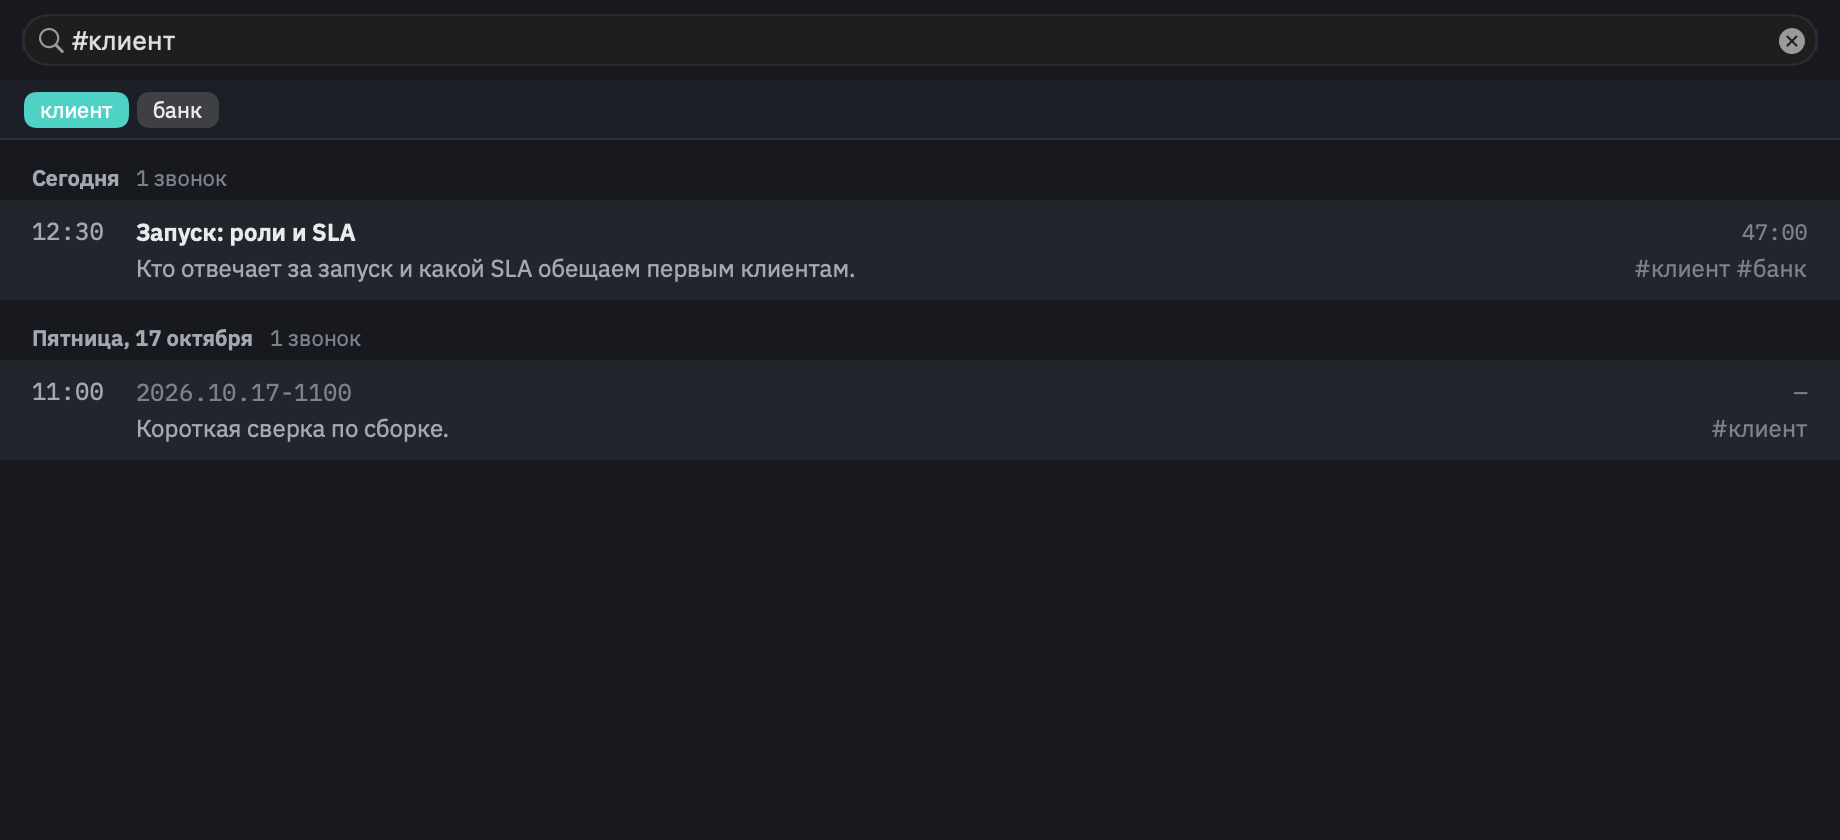 #клиент
клиент банк
Сегодня 1 звонок
12:30 Запуск: роли и SLA 47:00
Кто отвечает за запуск и какой SLA обещаем первым клиентам. #клиент #банк
Пятница, 17 октября 1 звонок
11:00 2026.10.17-1100 —
Короткая сверка по сборке. #клиент